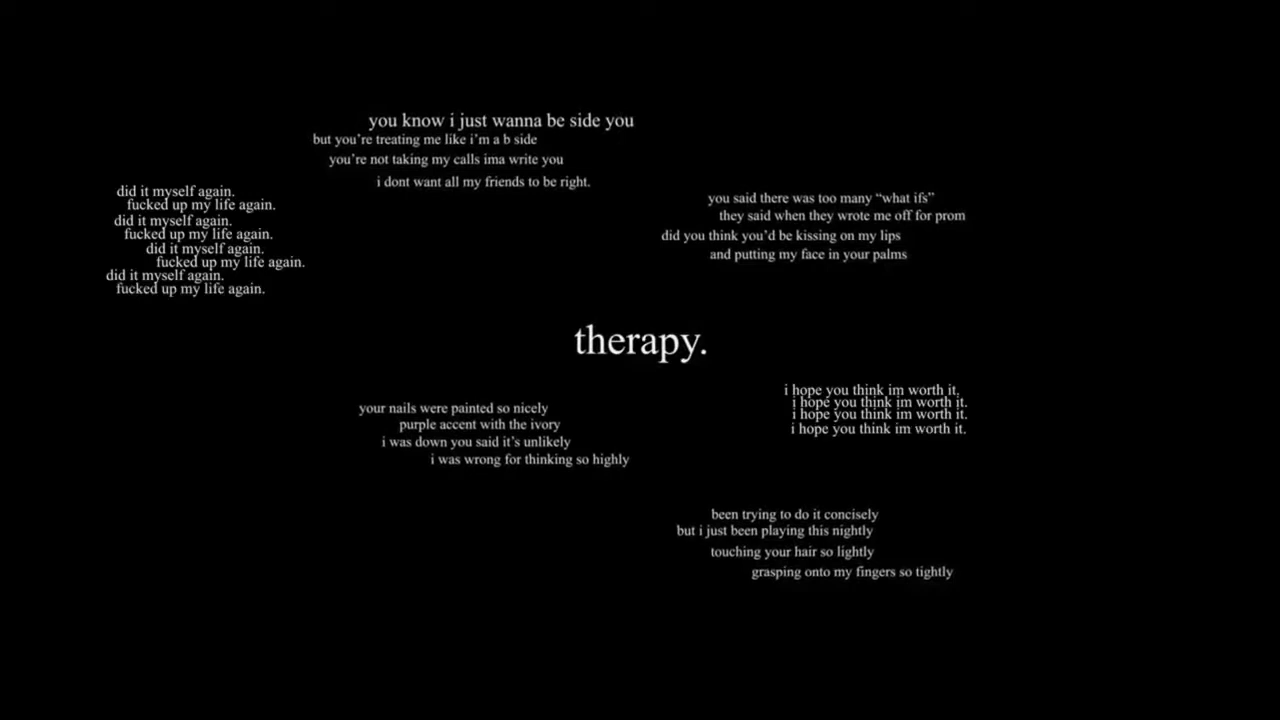 you know i just wanna be side you
but you're treating me like i'm a b side
you're not taking my calls ima write you
i dont want all my friends to be right.
did it myself again.
fucked up my life again.
did it myself again.
fucked up my life again.
did it myself again.
fucked up my life again.
did it myself again.
fucked up my life again.
you said there was too many “what ifs”
they said when they wrote me off for prom
did you think you'd be kissing on my lips
and putting my face in your palms
therapy.
your nails were painted so nicely
purple accent with the ivory
i was down you said it's unlikely
i was wrong for thinking so highly
i hope you think im worth it.
i hope you think im worth it.
i hope you think im worth it.
i hope you think im worth it.
been trying to do it concisely
but i just been playing this nightly
touching your hair so lightly
grasping onto my fingers so tightly